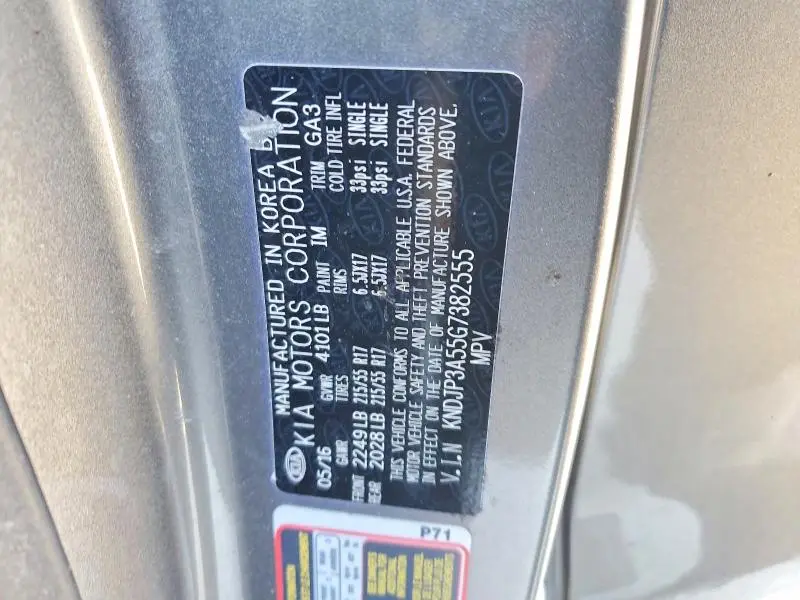 MANUFACTURED IN KOREA
KIA KIA MOTORS CORPORATION
05/16 GVWR 4101LB PAINT IM TRIM GA3
GAWR TIRES RIMS COLD TIRE INFL
FRONT 2249LB 215/55 R17 6.5JX17 33psi SINGLE
REAR 2028LB 215/55 R17 6.5JX17 33psi SINGLE
THIS VEHICLE CONFORMS TO ALL APPLICABLE U.S.A. FEDERAL
MOTOR VEHICLE SAFETY AND THEFT PREVENTION STANDARDS
IN EFFECT ON THE DATE OF MANUFACTURE SHOWN ABOVE.
V.I.N KNDJP3A55G7382555
MPV
P71